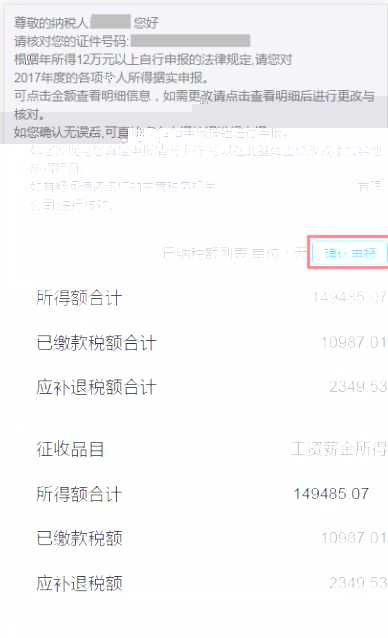 尊敬的纳税人: 您好
请核对您的证件号码:
根据年所得12万元以上自行申报的法律规定,请您对
2017年度的各项个人所得据实申报。
可点击金额查看明细信息，如需更改请点击查看明细后进行更改与
核对。
如您确认无误后,可直
确认申报
所得额合计 149485.07
已缴款税额合计 10987.01
应补退税额合计 2349.53
征收品目 工资薪金所得
所得额合计 149485.07
已缴款税额 10987.01
应补退税额 2349.53